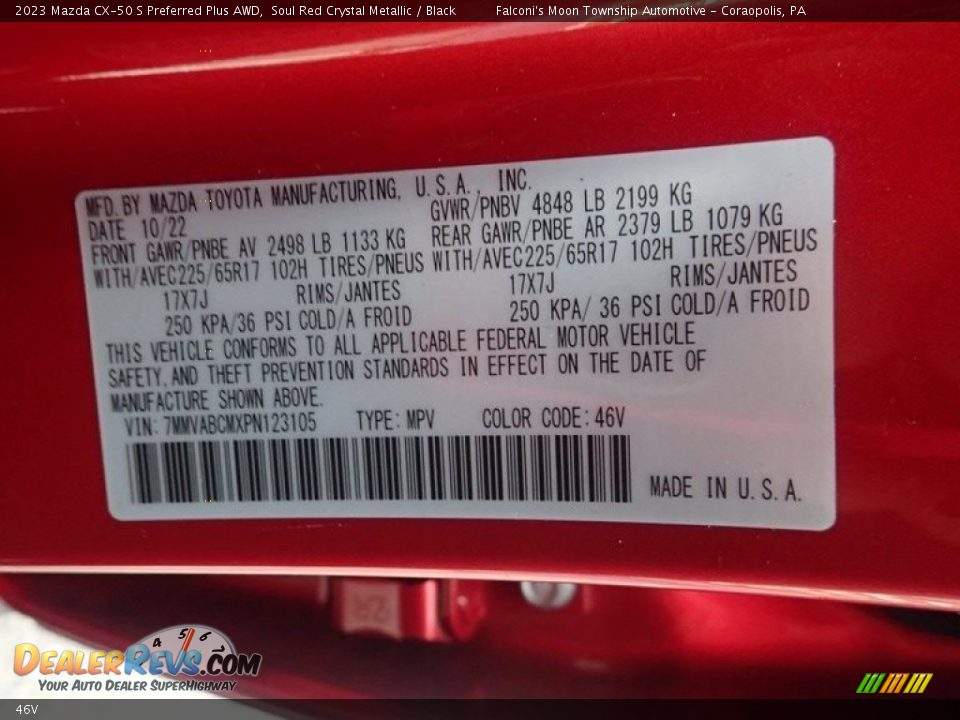 2023 Mazda CX-50 S Preferred Plus AWD, Soul Red Crystal Metallic / Black Falconi's Moon Township Automotive - Coraopolis, PA
MFD. BY MAZDA TOYOTA MANUFACTURING, U.S.A., INC.
DATE 10/22 GVWR/PNBV 4848 LB 2199 KG
FRONT GAWR/PNBE AV 2498 LB 1133 KG REAR GAWR/PNBE AR 2379 LB 1079 KG
WITH/AVEC225/65R17 102H TIRES/PNEUS WITH/AVEC225/65R17 102H TIRES/PNEUS
17X7J RIMS/JANTES 17X7J RIMS/JANTES
250 KPA/36 PSI COLD/A FROID 250 KPA/ 36 PSI COLD/A FROID
THIS VEHICLE CONFORMS TO ALL APPLICABLE FEDERAL MOTOR VEHICLE
SAFETY, AND THEFT PREVENTION STANDARDS IN EFFECT ON THE DATE OF
MANUFACTURE SHOWN ABOVE.
VIN: 7MMVABCMXPN123105 TYPE: MPV COLOR CODE: 46V
MADE IN U.S.A.
4 5 6
DEALERREVS.COM
YOUR AUTO DEALER SUPERHIGHWAY
46V